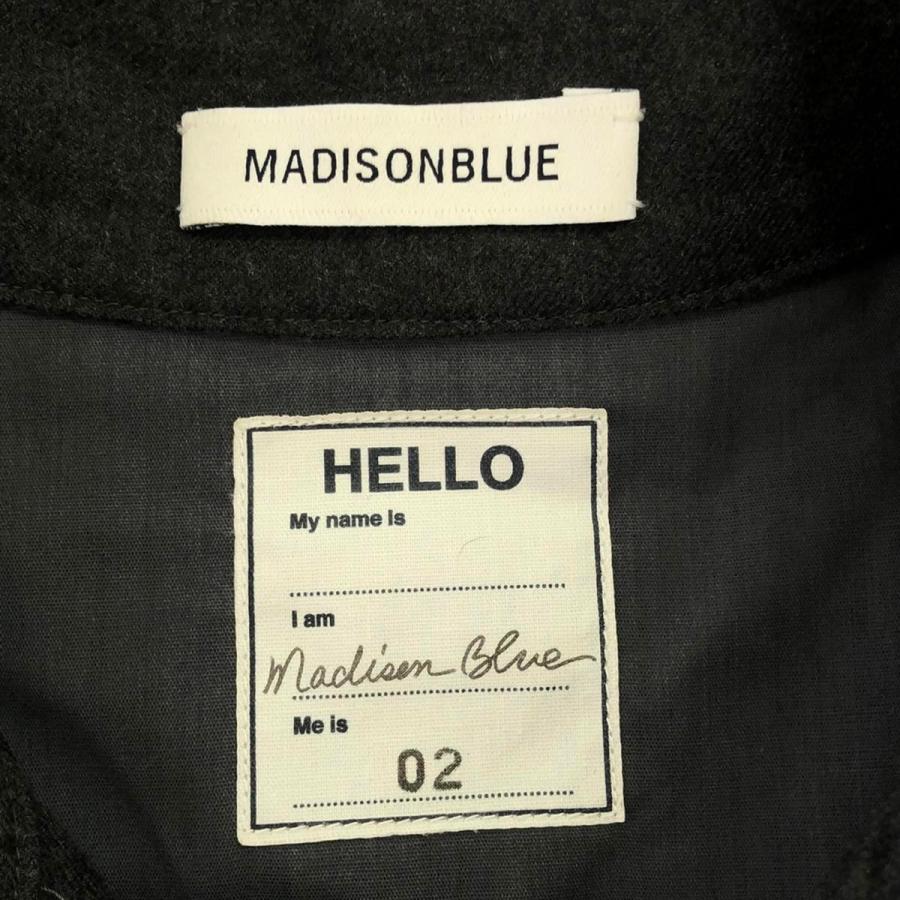 MADISONBLUE
HELLO
My name is
I am
Madison Blue
Me is
02